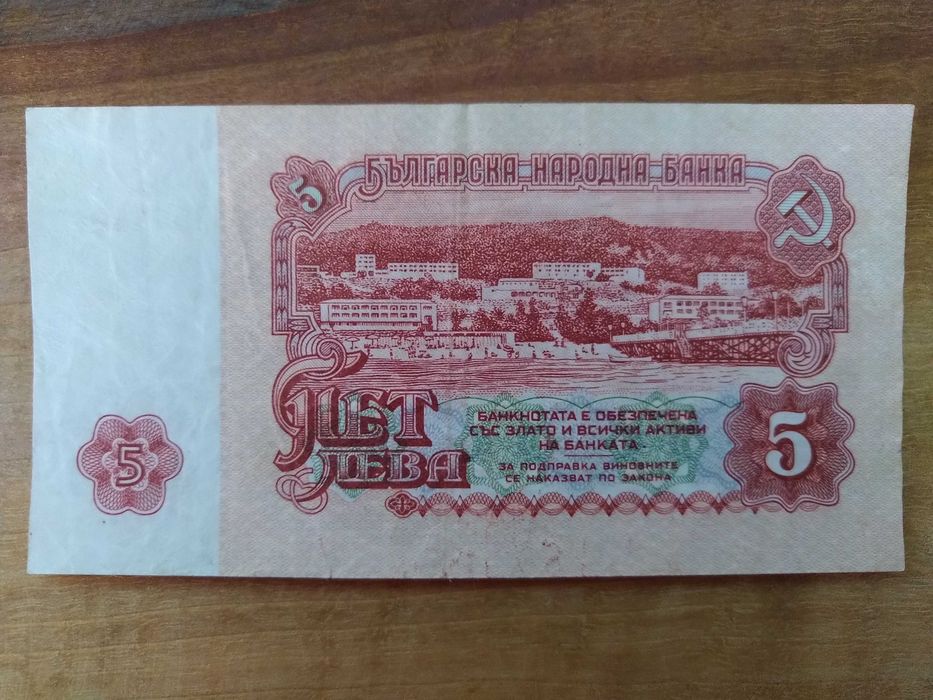 5 БЪЛГАРСКА НАРОДНА БАНКА
ПЕТ
ЛЕВА
БАНКНОТАТА Е ОБЕЗПЕЧЕНА
СЪС ЗЛАТО И ВСИЧКИ АКТИВИ
НА БАНКАТА
ЗА ПОДПРАВКА ВИНОВНИТЕ
СЕ НАКАЗВАТ ПО ЗАКОНА
5
5